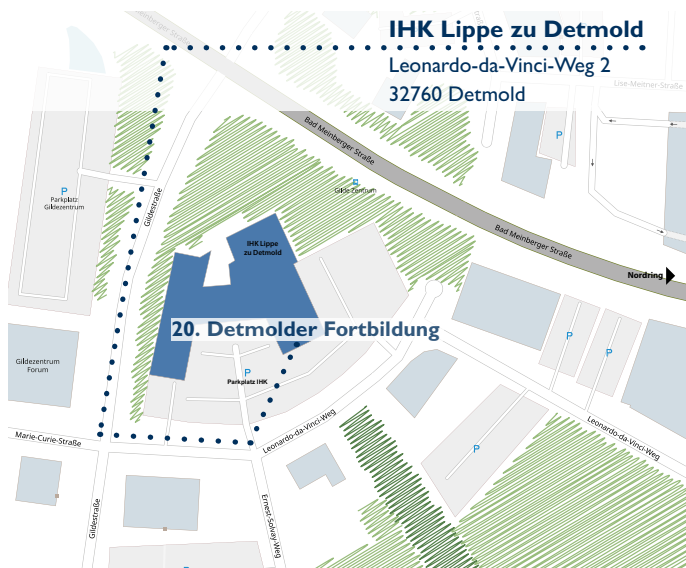 IHK Lippe zu Detmold
Leonardo-da-Vinci-Weg 2
32760 Detmold
Lise-Meitner-Straße
Bad Meinberger Straße
P
P
Parkplatz
Gildezentrum
Gilde Zentrum
Gildestraße
Bad Meinberger Straße
IHK Lippe
zu Detmold
Nordring
20. Detmolder Fortbildung
P
P
Gildezentrum
Forum
P
Parkplatz IHK
Leonardo-da-Vinci-Weg
Leonardo-da-Vinci-Weg
Marie-Curie-Straße
P
Gildestraße
Ernest-Solvay-Weg